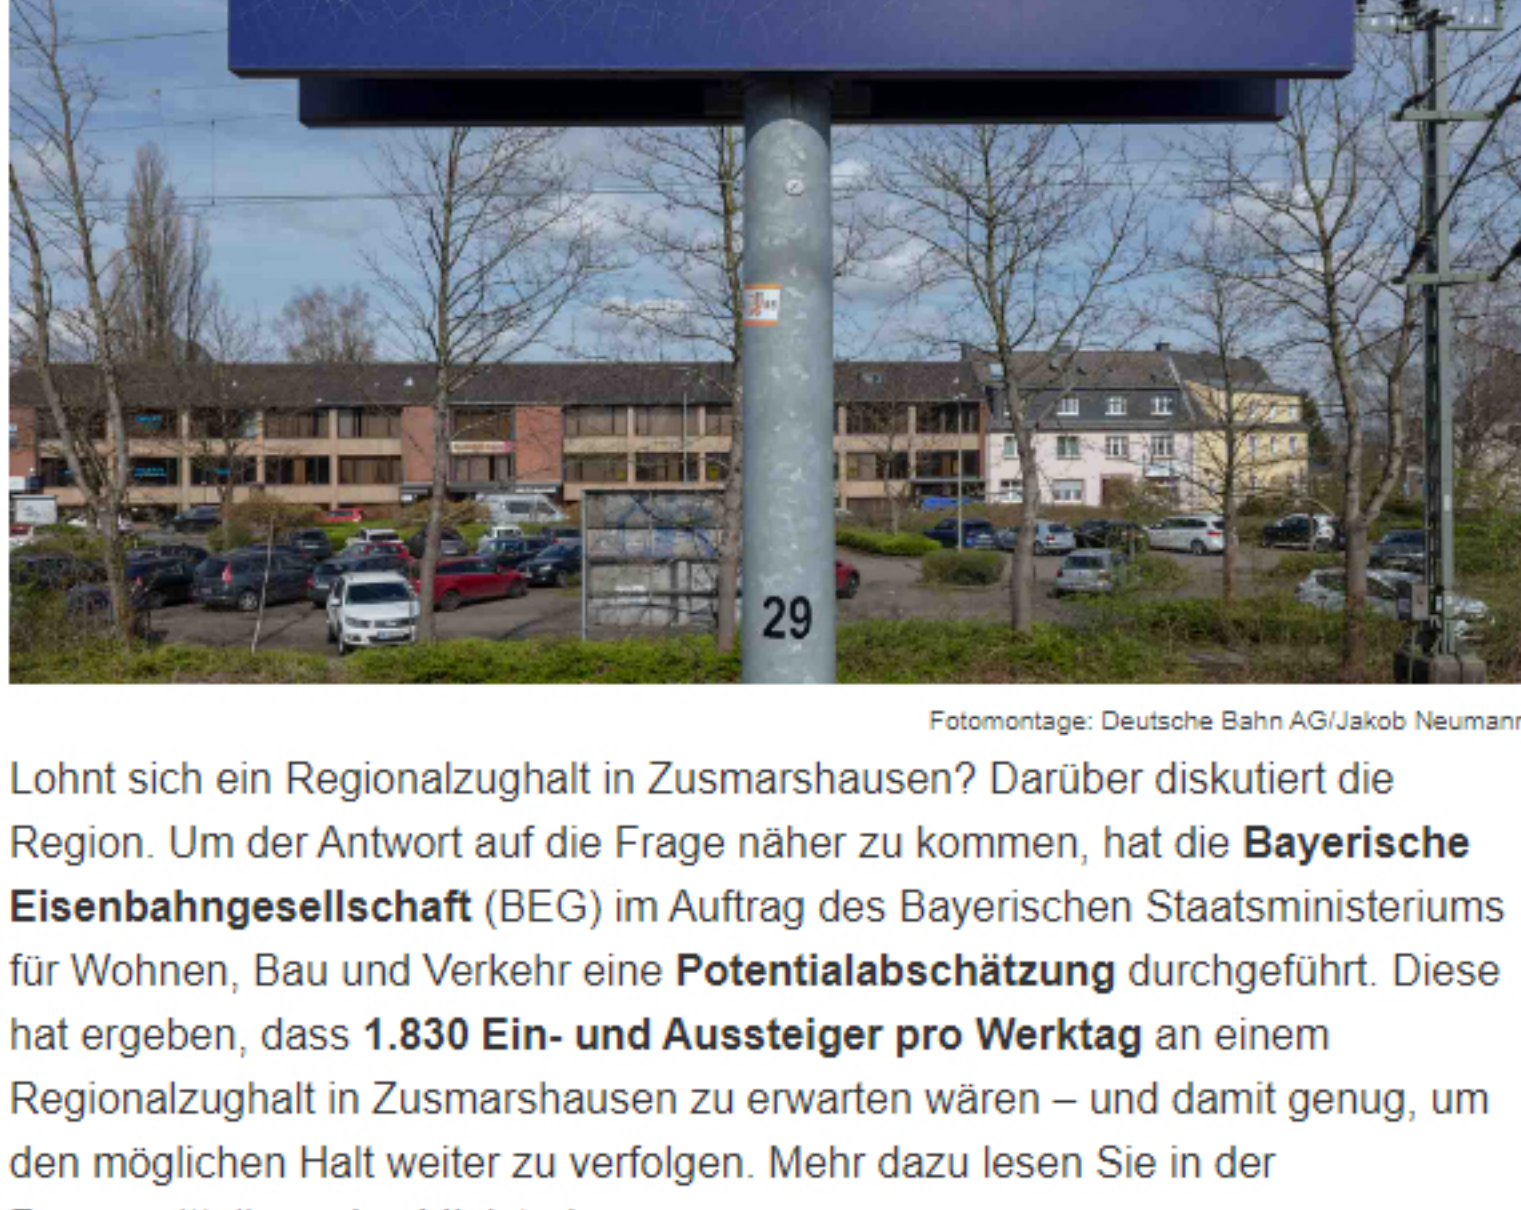 29
Fotomontage: Deutsche Bahn AG/Jakob Neumann
Lohnt sich ein Regionalzughalt in Zusmarshausen? Darüber diskutiert die
Region. Um der Antwort auf die Frage näher zu kommen, hat die Bayerische
Eisenbahngesellschaft (BEG) im Auftrag des Bayerischen Staatsministeriums
für Wohnen, Bau und Verkehr eine Potentialabschätzung durchgeführt. Diese
hat ergeben, dass 1.830 Ein- und Aussteiger pro Werktag an einem
Regionalzughalt in Zusmarshausen zu erwarten wären – und damit genug, um
den möglichen Halt weiter zu verfolgen. Mehr dazu lesen Sie in der